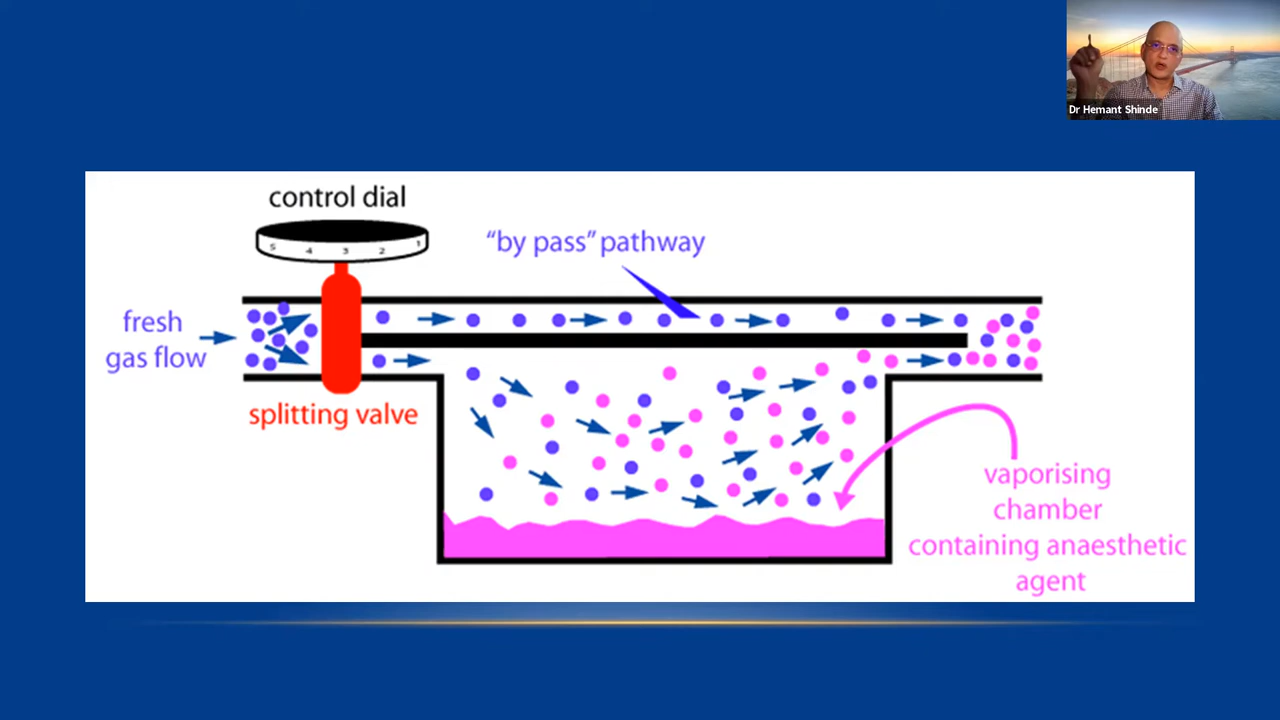 Dr Hemant Shinde
control dial
5 4 3 2 1
“by pass” pathway
fresh
gas flow
splitting valve
vaporising
chamber
containing anaesthetic
agent